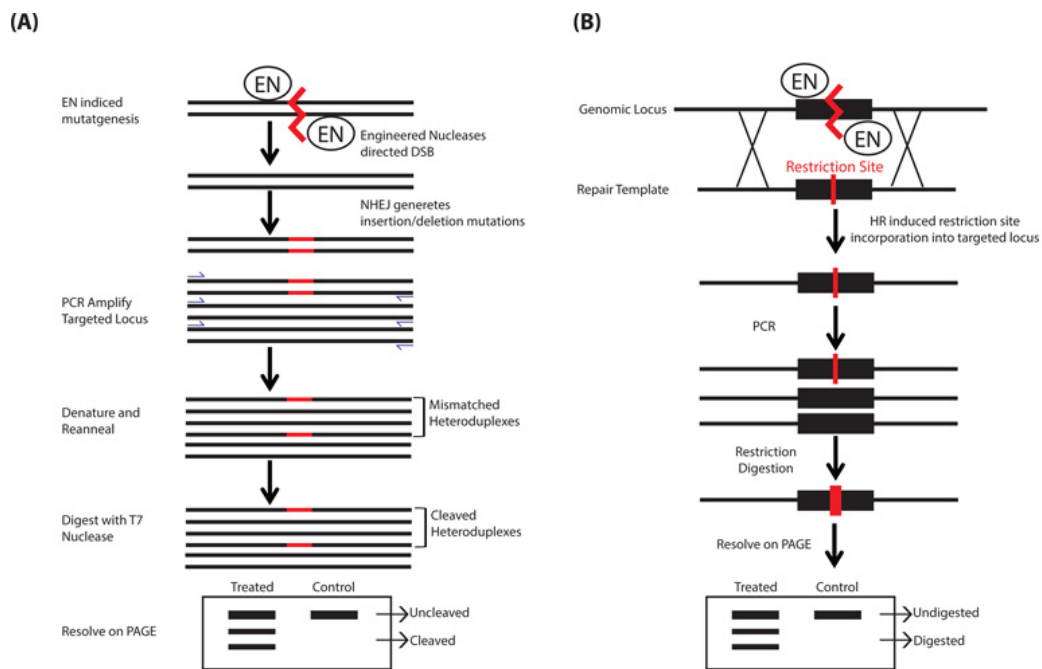 (A)
EN indiced
mutatgenesis
EN
EN
Engineered Nucleases
directed DSB
NHEJ generetes
insertion/deletion mutations
PCR Amplify
Targeted Locus
Denature and
Reanneal
Mismatched
Heteroduplexes
Digest with T7
Nuclease
Cleaved
Heteroduplexes
Treated
Control
Uncleaved
Cleaved
Resolve on PAGE
(B)
EN
Genomic Locus
EN
Restriction Site
Repair Template
HR induced restriction site
incorporation into targeted locus
PCR
Restriction
Digestion
Resolve on PAGE
Treated
Control
Undigested
Digested